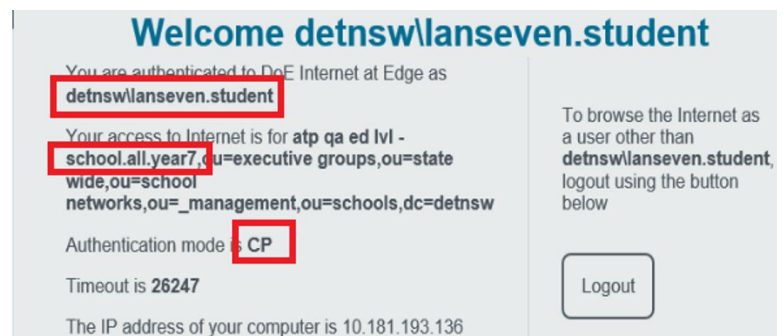 Welcome detnsw\lanseven.student
You are authenticated to DoE Internet at Edge as
detnsw\lanseven.student
Your access to Internet is for atp qa ed lvl -
school.all.year7,ou=executive groups,ou=state
wide,ou=school
networks,ou=_management,ou=schools,dc=detnsw
Authentication mode is CP
Timeout is 26247
The IP address of your computer is 10.181.193.136
To browse the Internet as
a user other than
detnsw\lanseven.student,
logout using the button
below
Logout